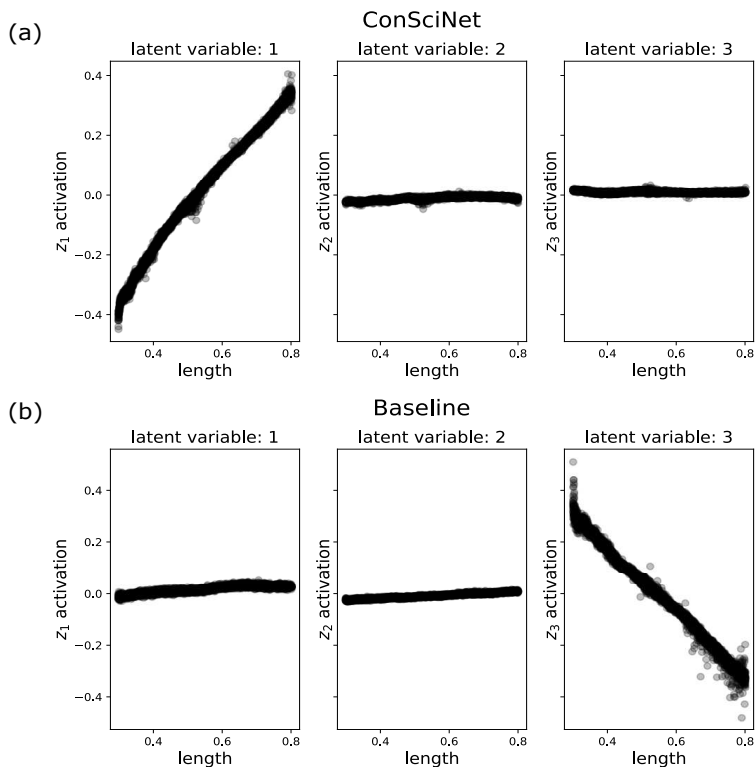 (a)
ConSciNet
latent variable: 1
latent variable: 2
latent variable: 3
0.4
0.2
0.0
−0.2
−0.4
z₁ activation
z₂ activation
z₃ activation
0.4 0.6 0.8
0.4 0.6 0.8
0.4 0.6 0.8
length
length
length
(b)
Baseline
latent variable: 1
latent variable: 2
latent variable: 3
0.4
0.2
0.0
−0.2
−0.4
z₁ activation
z₂ activation
z₃ activation
0.4 0.6 0.8
0.4 0.6 0.8
0.4 0.6 0.8
length
length
length